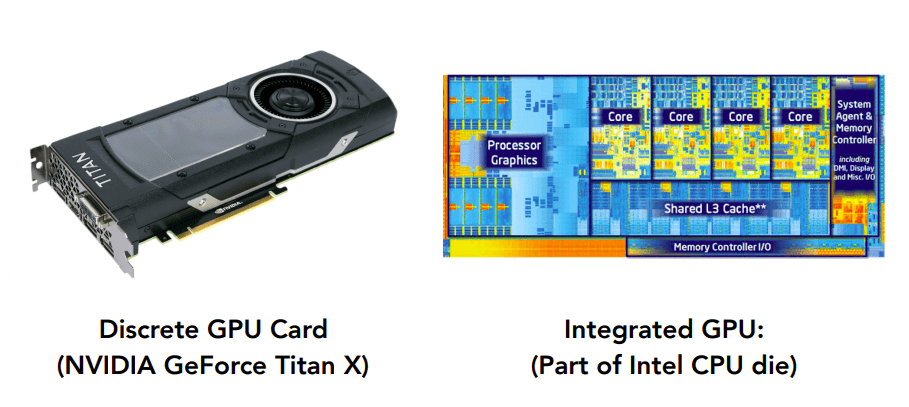 TITAN
NVIDIA
Processor
Graphics
Core
Core
Core
Core
System
Agent &
Memory
Controller
including
DMI, Display
and Misc. I/O
Shared L3 Cache**
Memory Controller I/O
Discrete GPU Card
(NVIDIA GeForce Titan X)
Integrated GPU:
(Part of Intel CPU die)